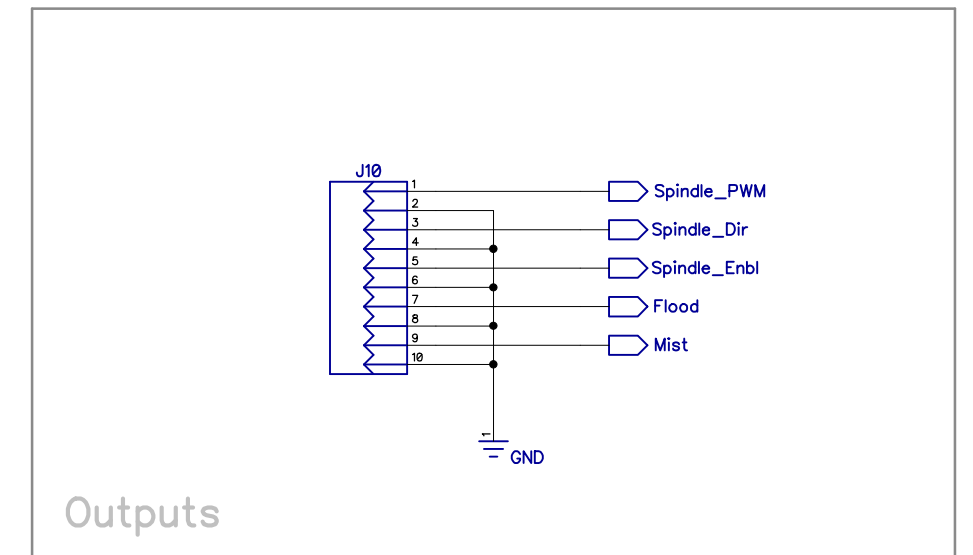 J10
1 Spindle_PWM
2
3 Spindle_Dir
4
5 Spindle_Enbl
6
7 Flood
8
9 Mist
10
1
GND
Outputs